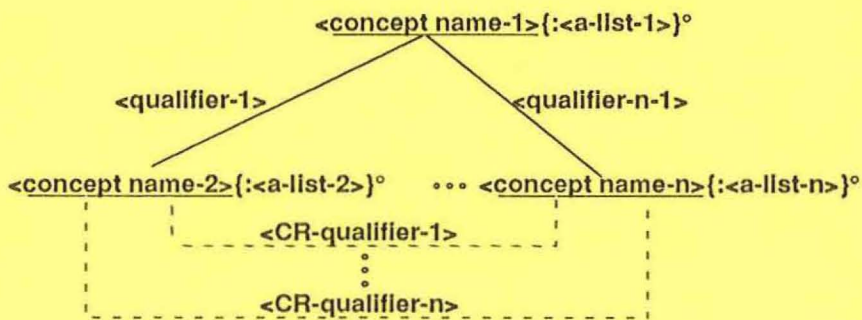 <concept name-1>{:<a-list-1>}°
<qualifier-1> <qualifier-n-1>
<concept name-2>{:<a-list-2>}° ∘∘∘ <concept name-n>{:<a-list-n>}°
<CR-qualifier-1>
<CR-qualifier-n>